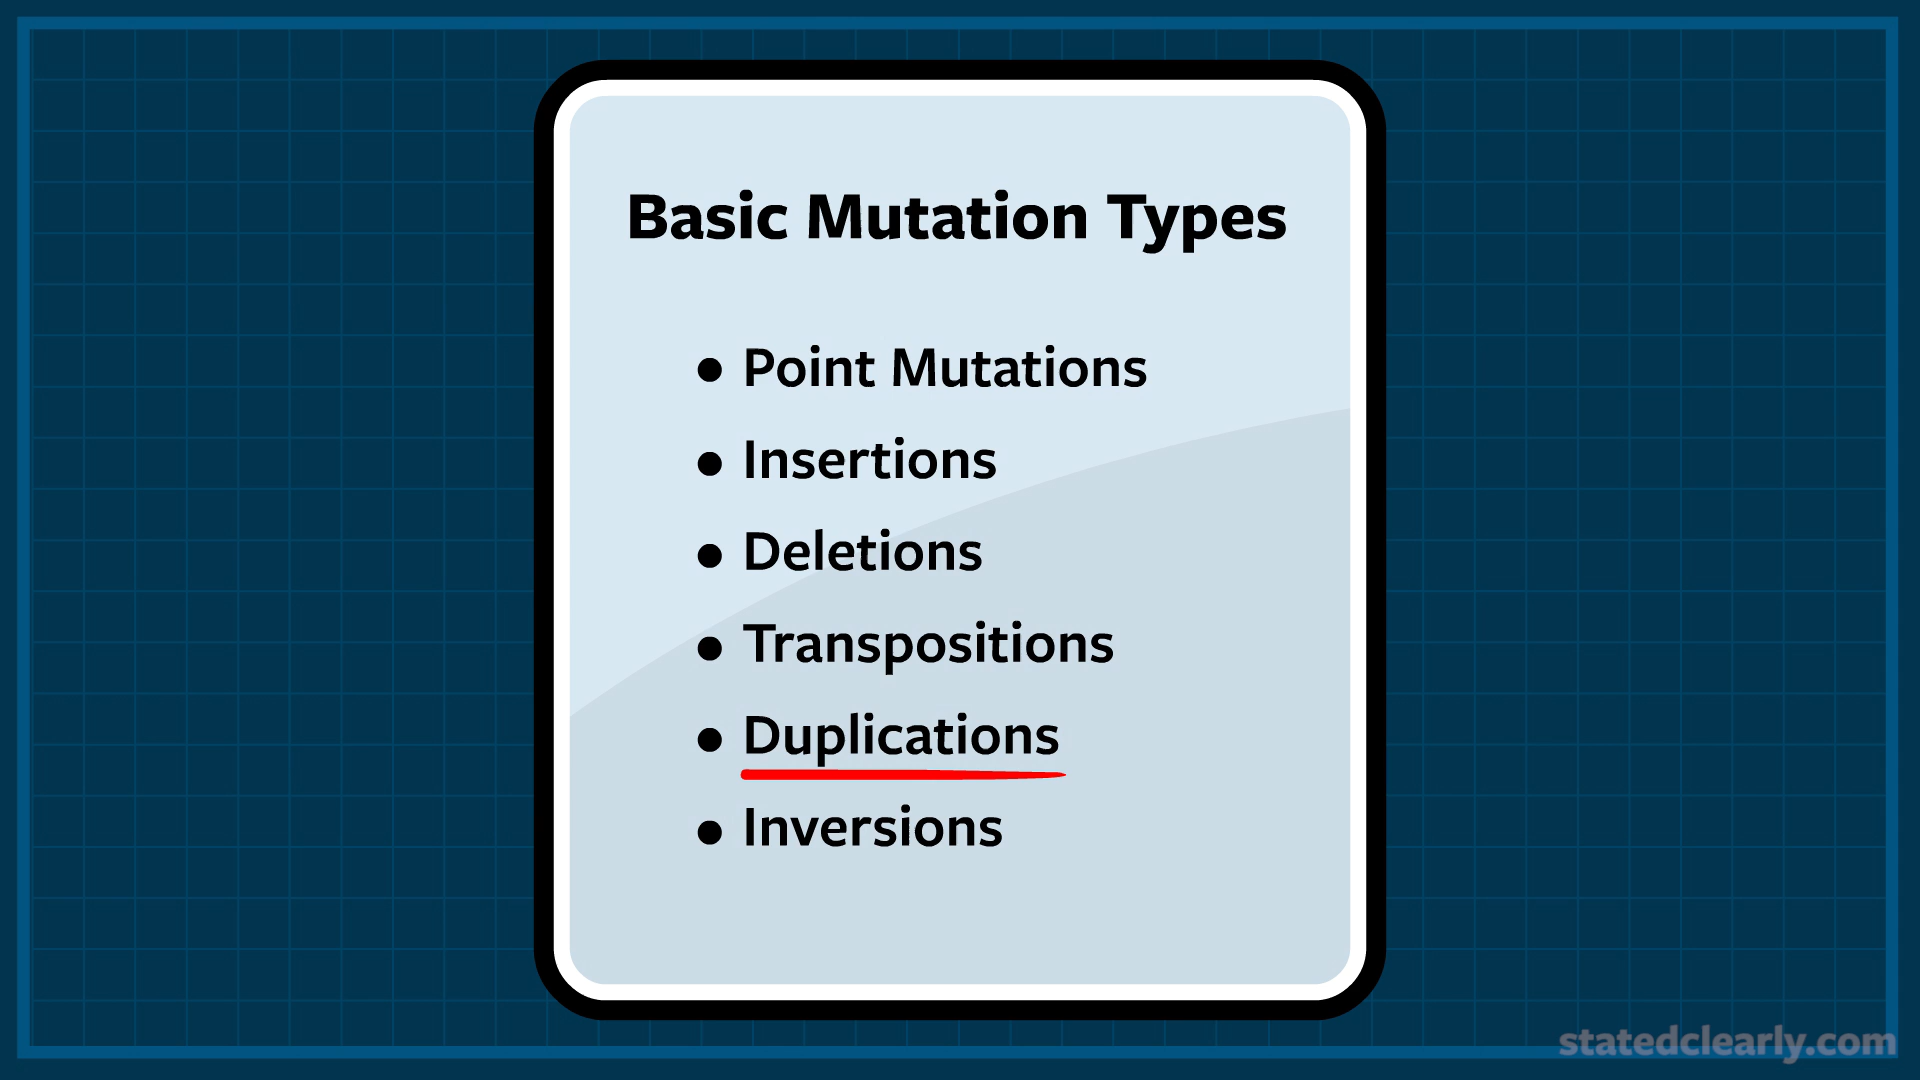 Basic Mutation Types
• Point Mutations
• Insertions
• Deletions
• Transpositions
• Duplications
• Inversions
statedclearly.com